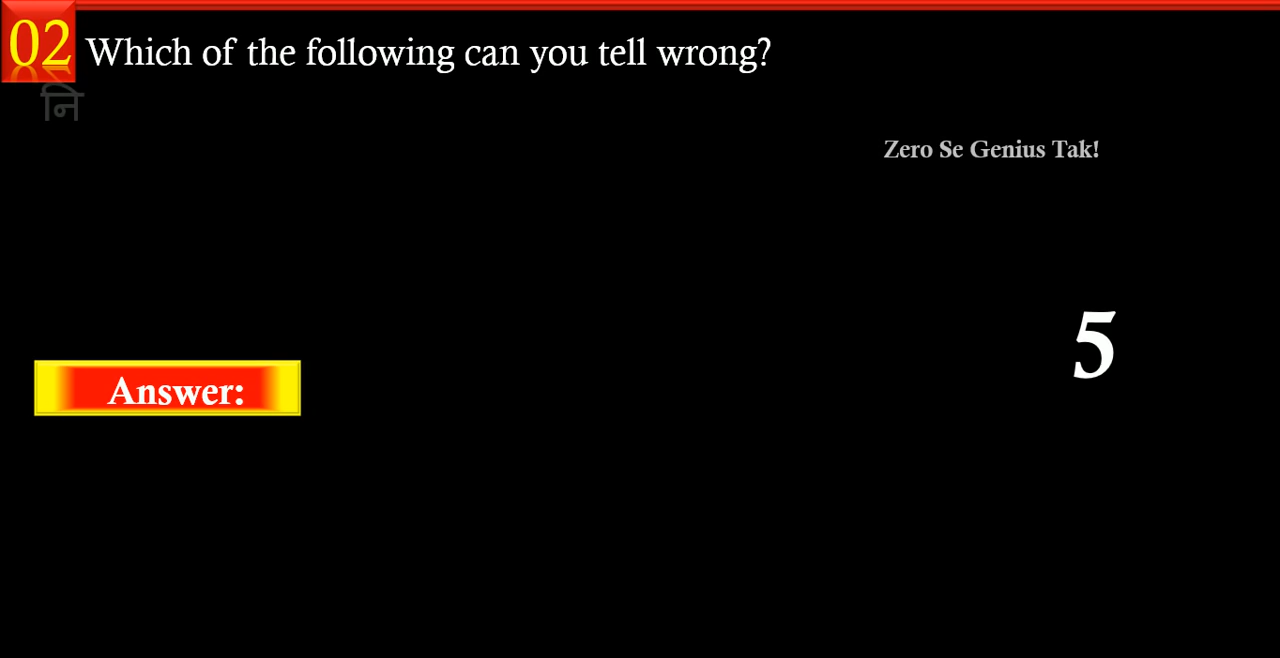 02 Which of the following can you tell wrong?
नि
Zero Se Genius Tak!
5
Answer: